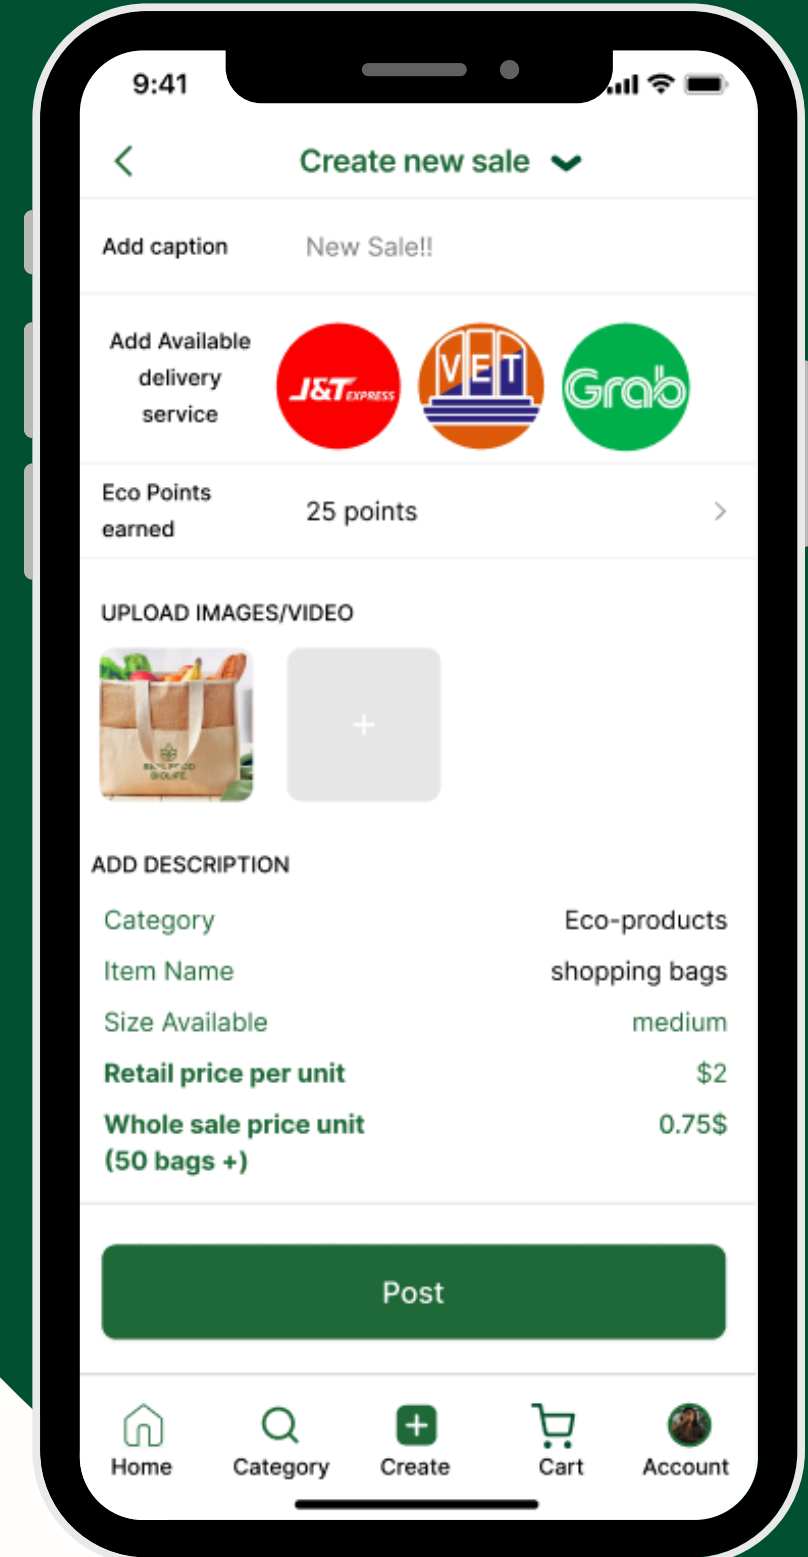 9:41
Create new sale
Add caption
New Sale!!
Add Available
delivery
service
J&T EXPRESS
VET
Grab
Eco Points
earned
25 points
UPLOAD IMAGES/VIDEO
+
BIOLIFE
ADD DESCRIPTION
Category
Eco-products
Item Name
shopping bags
Size Available
medium
Retail price per unit
$2
Whole sale price unit
(50 bags +)
0.75$
Post
Home
Category
Create
Cart
Account